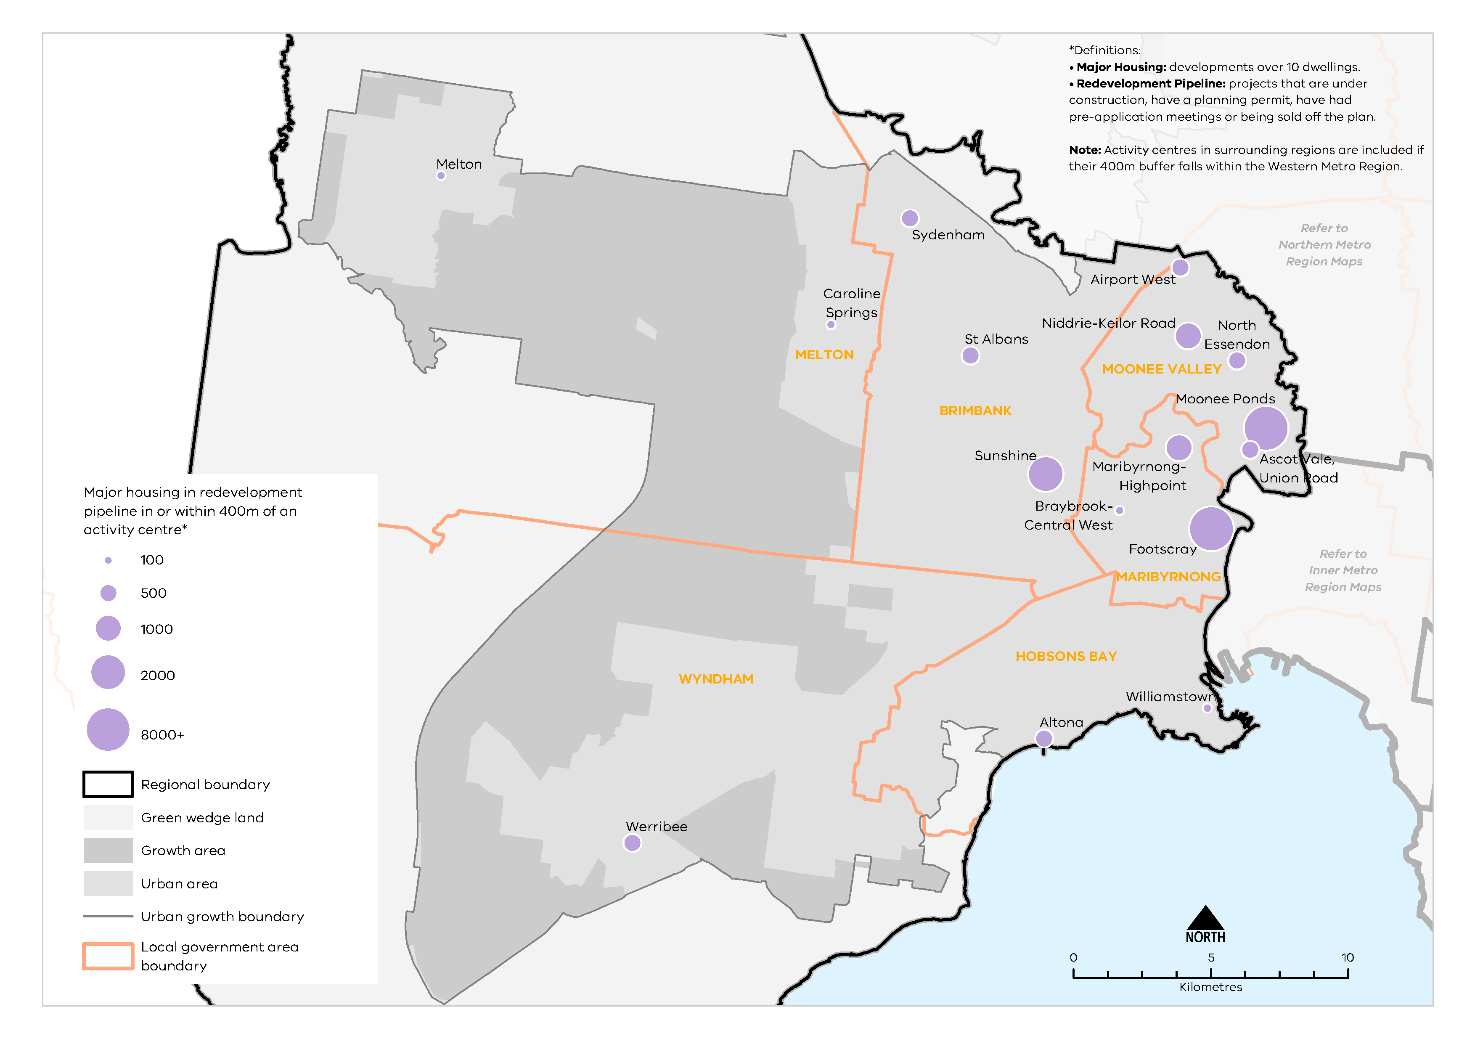 *Definitions:
• Major Housing: developments over 10 dwellings.
• Redevelopment Pipeline: projects that are under
construction, have a planning permit, have had
pre-application meetings or being sold off the plan.
Note: Activity centres in surrounding regions are included if
their 400m buffer falls within the Western Metro Region.
Melton
Sydenham
Refer to
Northern Metro
Region Maps
Airport West
Caroline
Springs
Niddrie-Keilor Road
North
Essendon
St Albans
MELTON
MOONEE VALLEY
Moonee Ponds
BRIMBANK
Sunshine
Ascot Vale,
Union Road
Maribyrnong-
Highpoint
Braybrook-
Central West
Footscray
MARIBYRNONG
Refer to
Inner Metro
Region Maps
HOBSONS BAY
WYNDHAM
Williamstown
Altona
Werribee
Major housing in redevelopment
pipeline in or within 400m of an
activity centre*
100
500
1000
2000
8000+
Regional boundary
Green wedge land
Growth area
Urban area
Urban growth boundary
Local government area
boundary
NORTH
0 5 10
Kilometres